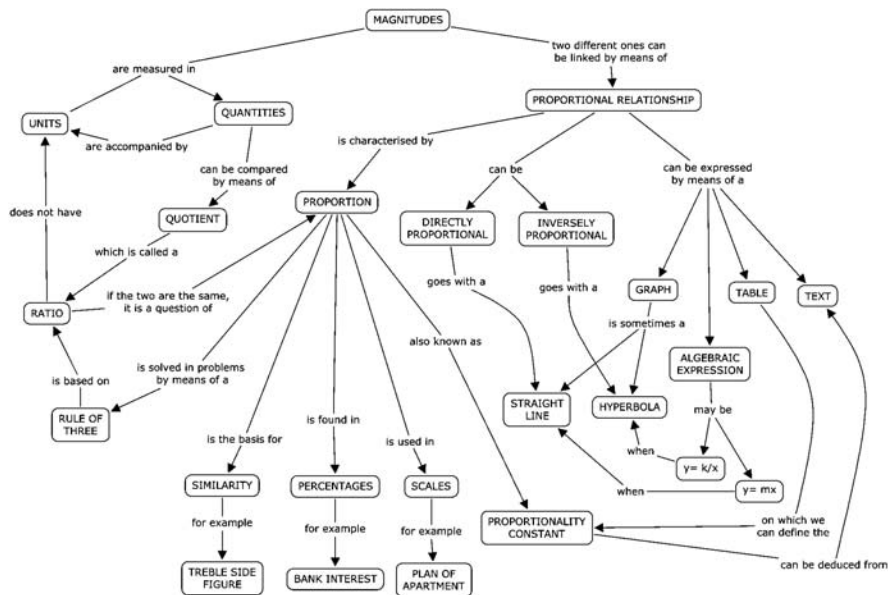 MAGNITUDES
two different ones can
be linked by means of
are measured in
PROPORTIONAL RELATIONSHIP
QUANTITIES
UNITS
are accompanied by
is characterised by
can be
can be expressed
by means of a
can be compared
by means of
PROPORTION
does not have
QUOTIENT
DIRECTLY
PROPORTIONAL
INVERSELY
PROPORTIONAL
which is called a
goes with a
goes with a
GRAPH
TABLE
TEXT
if the two are the same,
it is a question of
RATIO
is sometimes a
also known as
ALGEBRAIC
EXPRESSION
is solved in problems
by means of a
is based on
STRAIGHT
LINE
HYPERBOLA
may be
RULE OF
THREE
is the basis for
is found in
is used in
when
y= k/x
SIMILARITY
PERCENTAGES
SCALES
when
y= mx
for example
for example
for example
PROPORTIONALITY
CONSTANT
on which we
can define the
can be deduced from
TREBLE SIDE
FIGURE
BANK INTEREST
PLAN OF
APARTMENT